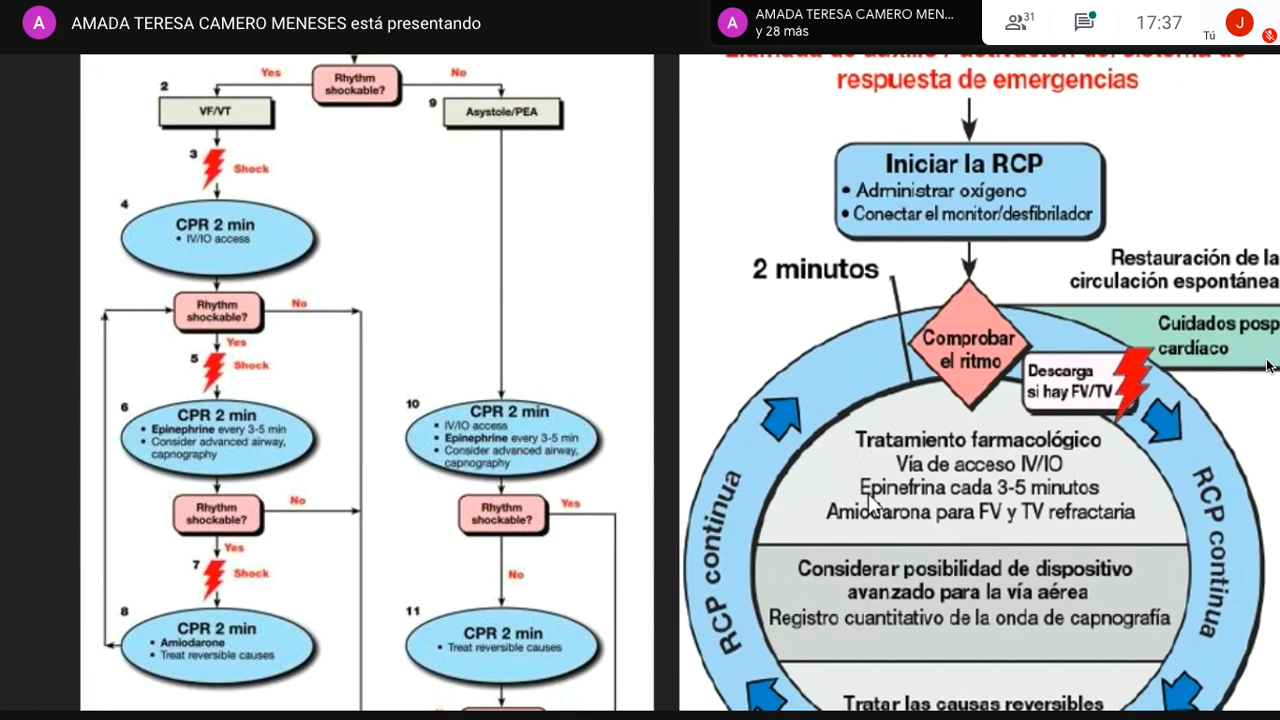 A
AMADA TERESA CAMERO MENESES está presentando
A
AMADA TERESA CAMERO MEN...
y 28 más
31
17:37
Tú
J
Yes
Rhythm
shockable?
No
2
VF/VT
9
Asystole/PEA
3
Shock
4
CPR 2 min
• IV/IO access
Rhythm
shockable?
No
Yes
5
Shock
6
CPR 2 min
• Epinephrine every 3-5 min
• Consider advanced airway,
capnography
10
CPR 2 min
• IV/IO access
• Epinephrine every 3-5 min
• Consider advanced airway,
capnography
Rhythm
shockable?
No
Rhythm
shockable?
Yes
Yes
7
Shock
No
8
CPR 2 min
• Amiodarone
• Treat reversible causes
11
CPR 2 min
• Treat reversible causes
respuesta de emergencias
Iniciar la RCP
• Administrar oxígeno
• Conectar el monitor/desfibrilador
2 minutos
Restauración de la
circulación espontánea
Comprobar
el ritmo
Cuidados posp
cardíaco
Descarga
si hay FV/TV
Tratamiento farmacológico
Vía de acceso IV/IO
Epinefrina cada 3-5 minutos
Amiodarona para FV y TV refractaria
RCP continua
RCP continua
Considerar posibilidad de dispositivo
avanzado para la vía aérea
Registro cuantitativo de la onda de capnografía
Tratar las causas reversibles